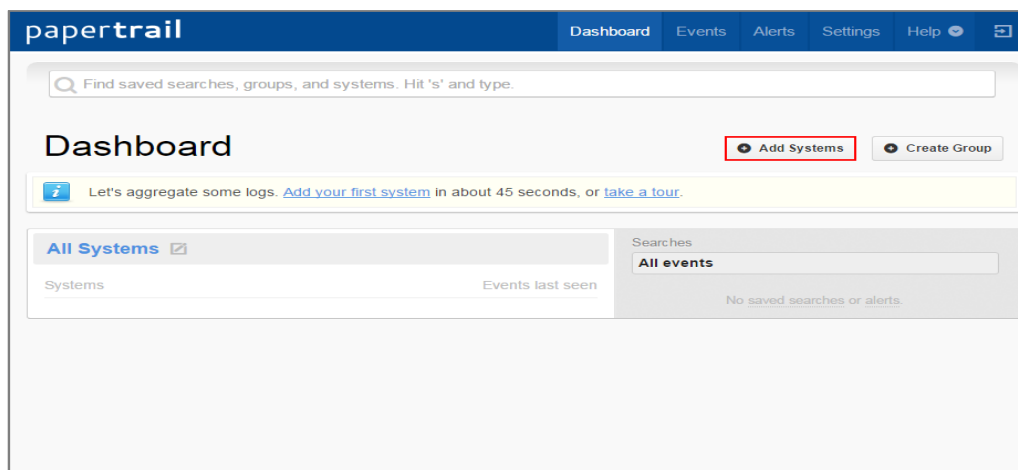 papertrail
Dashboard Events Alerts Settings Help
Find saved searches, groups, and systems. Hit 's' and type.
Dashboard
Add Systems Create Group
i Let's aggregate some logs. Add your first system in about 45 seconds, or take a tour.
All Systems
Searches
All events
Systems Events last seen
No saved searches or alerts.